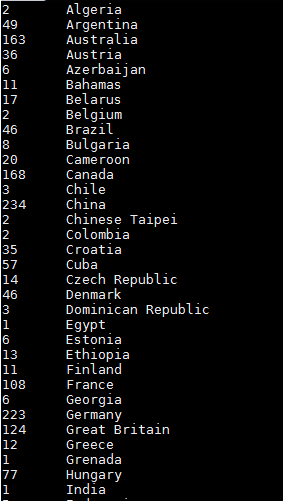 2 Algeria
49 Argentina
163 Australia
36 Austria
6 Azerbaijan
11 Bahamas
17 Belarus
2 Belgium
46 Brazil
8 Bulgaria
20 Cameroon
168 Canada
3 Chile
234 China
2 Chinese Taipei
2 Colombia
35 Croatia
57 Cuba
14 Czech Republic
46 Denmark
3 Dominican Republic
1 Egypt
6 Estonia
13 Ethiopia
11 Finland
108 France
6 Georgia
223 Germany
124 Great Britain
12 Greece
1 Grenada
77 Hungary
1 India